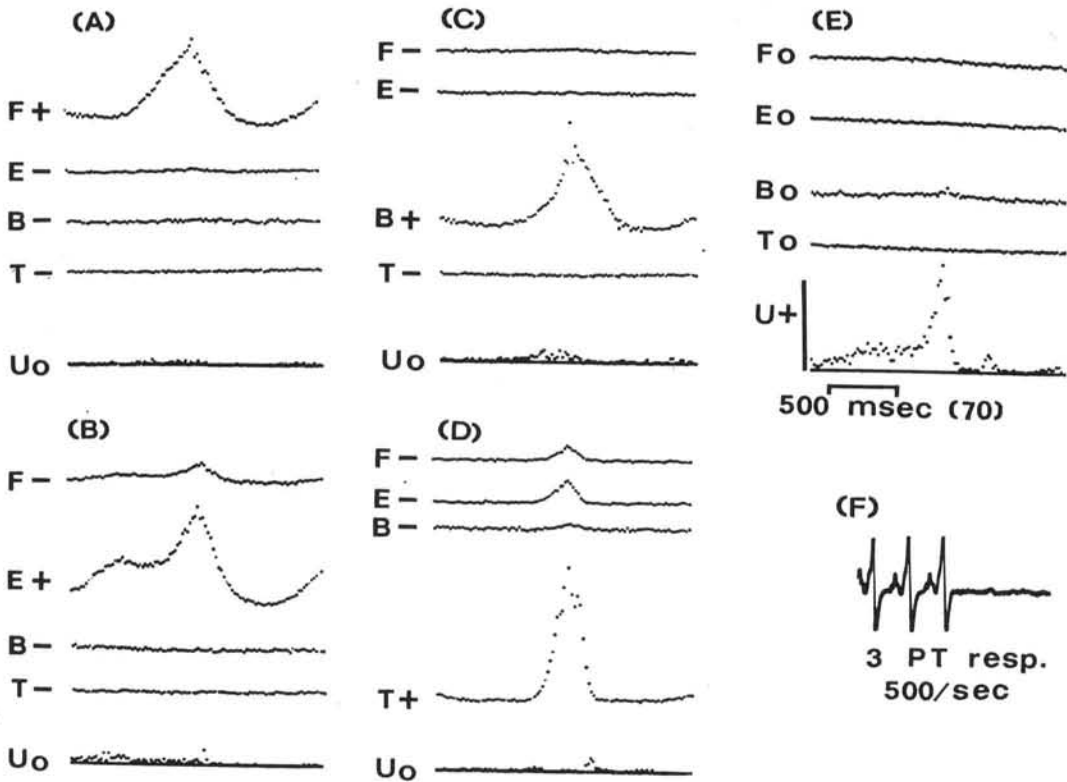 (A)
F+
E−
B−
T−
Uo
(B)
F−
E+
B−
T−
Uo
(C)
F−
E−
B+
T−
Uo
(D)
F−
E−
B−
T+
Uo
(E)
Fo
Eo
Bo
To
U+
500 msec (70)
(F)
3 PT resp.
500/sec